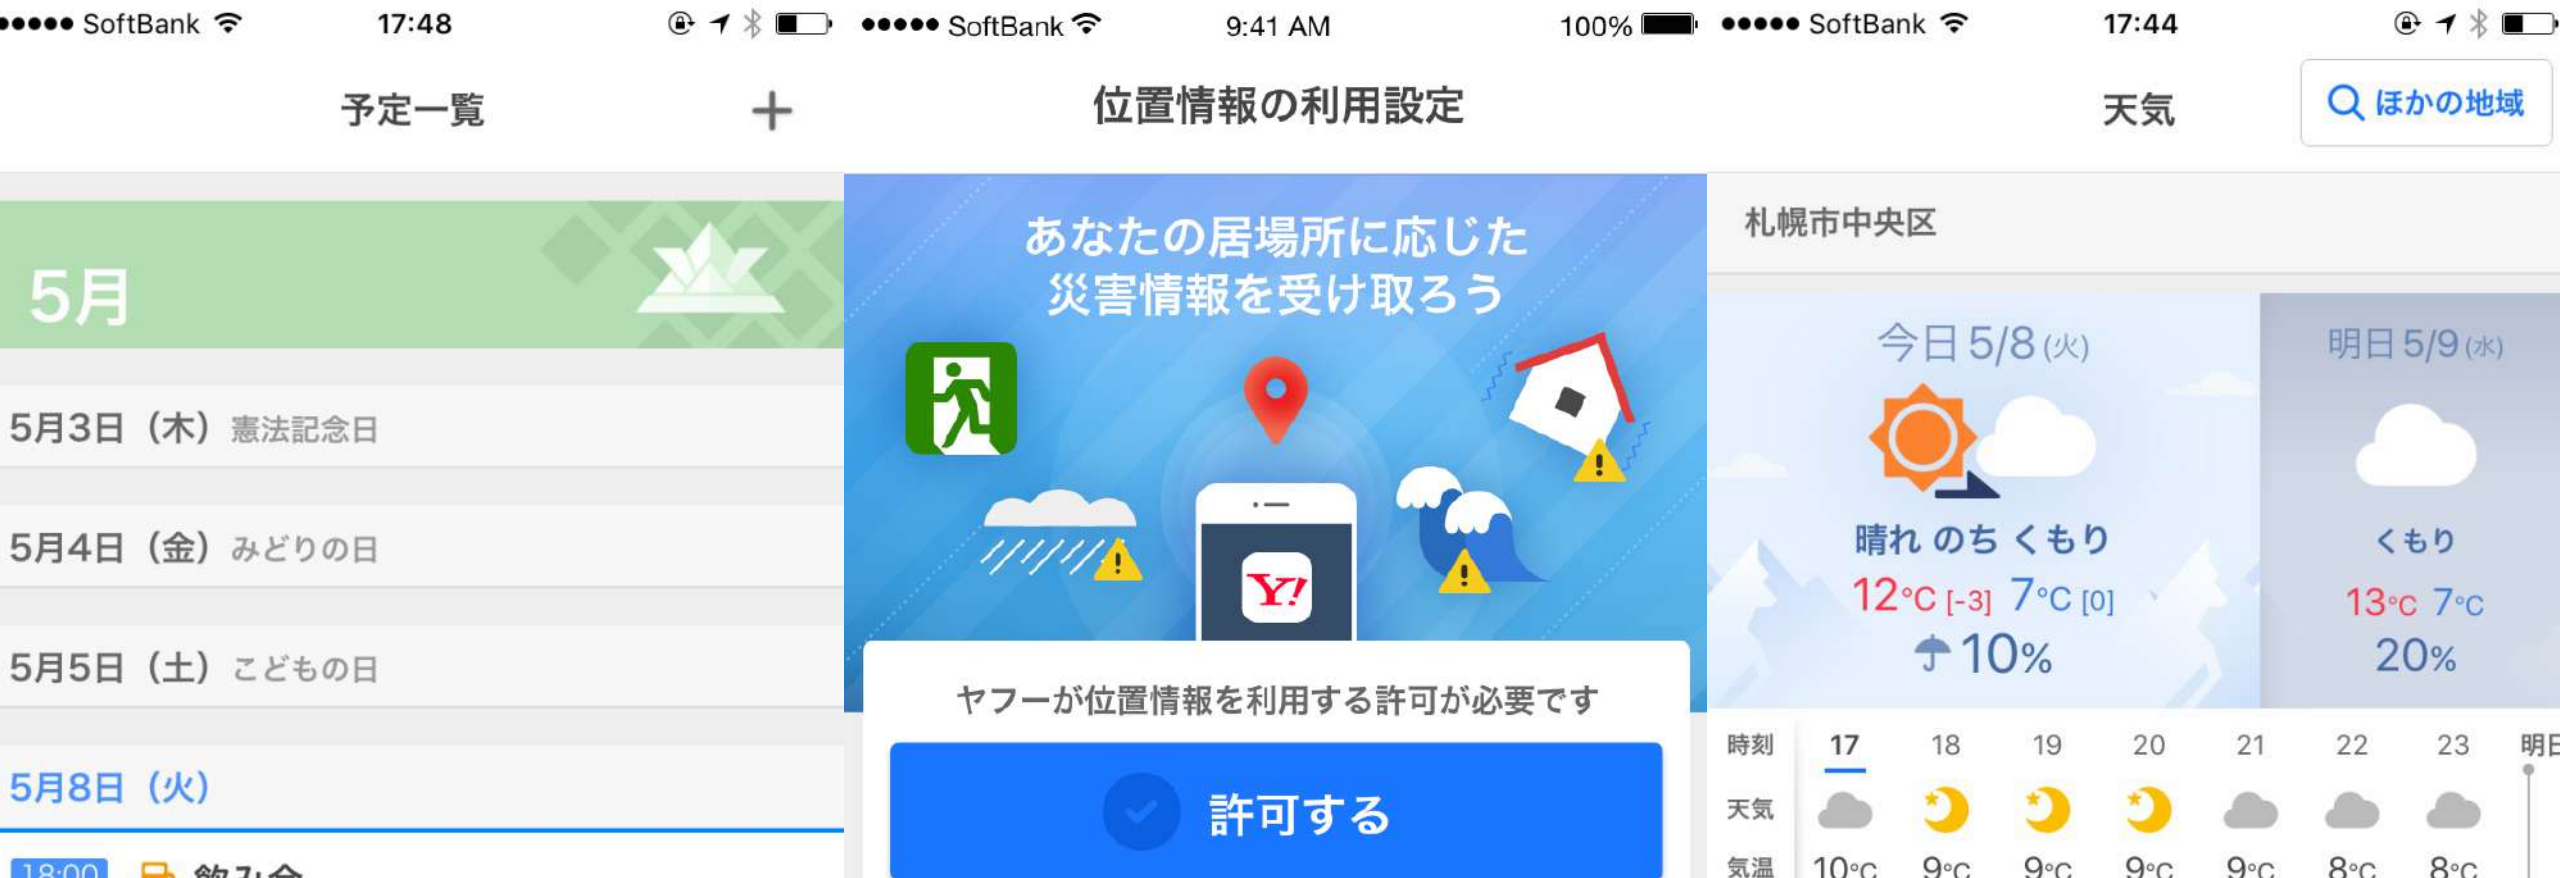 SoftBank 17:48
予定一覧 +
5月
5月3日（木） 憲法記念日
5月4日（金） みどりの日
5月5日（土） こどもの日
5月8日（火）
18:00 飲み会
SoftBank 9:41 AM 100%
位置情報の利用設定
あなたの居場所に応じた
災害情報を受け取ろう
Y!
ヤフーが位置情報を利用する許可が必要です
許可する
SoftBank 17:44
天気 ほかの地域
札幌市中央区
今日 5/8 (火)
晴れ のち くもり
12°C [-3] 7°C [0]
10%
明日 5/9 (水)
くもり
13°C 7°C
20%
時刻 17 18 19 20 21 22 23 明日
天気
気温 10°C 9°C 9°C 9°C 9°C 8°C 8°C